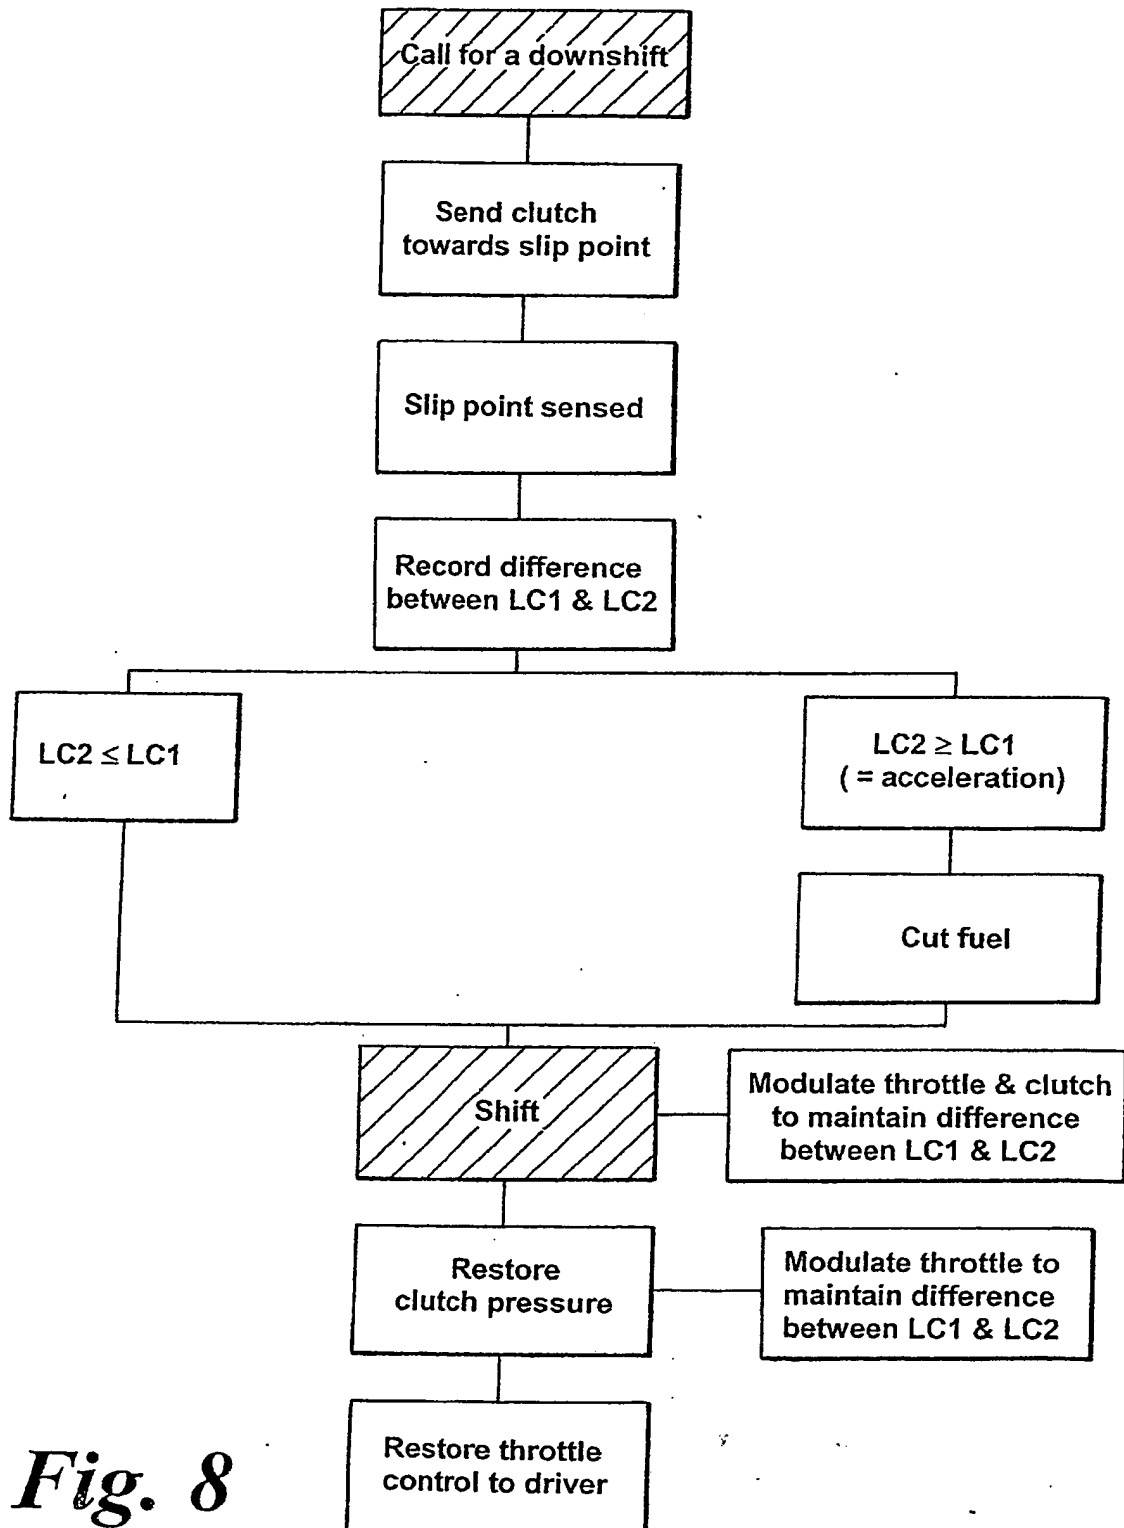 Call for a downshift
Send clutch
towards slip point
Slip point sensed
Record difference
between LC1 & LC2
LC2 ≤ LC1
LC2 ≥ LC1
( = acceleration)
Cut fuel
Shift
Modulate throttle & clutch
to maintain difference
between LC1 & LC2
Restore
clutch pressure
Modulate throttle to
maintain difference
between LC1 & LC2
Restore throttle
control to driver
Fig. 8